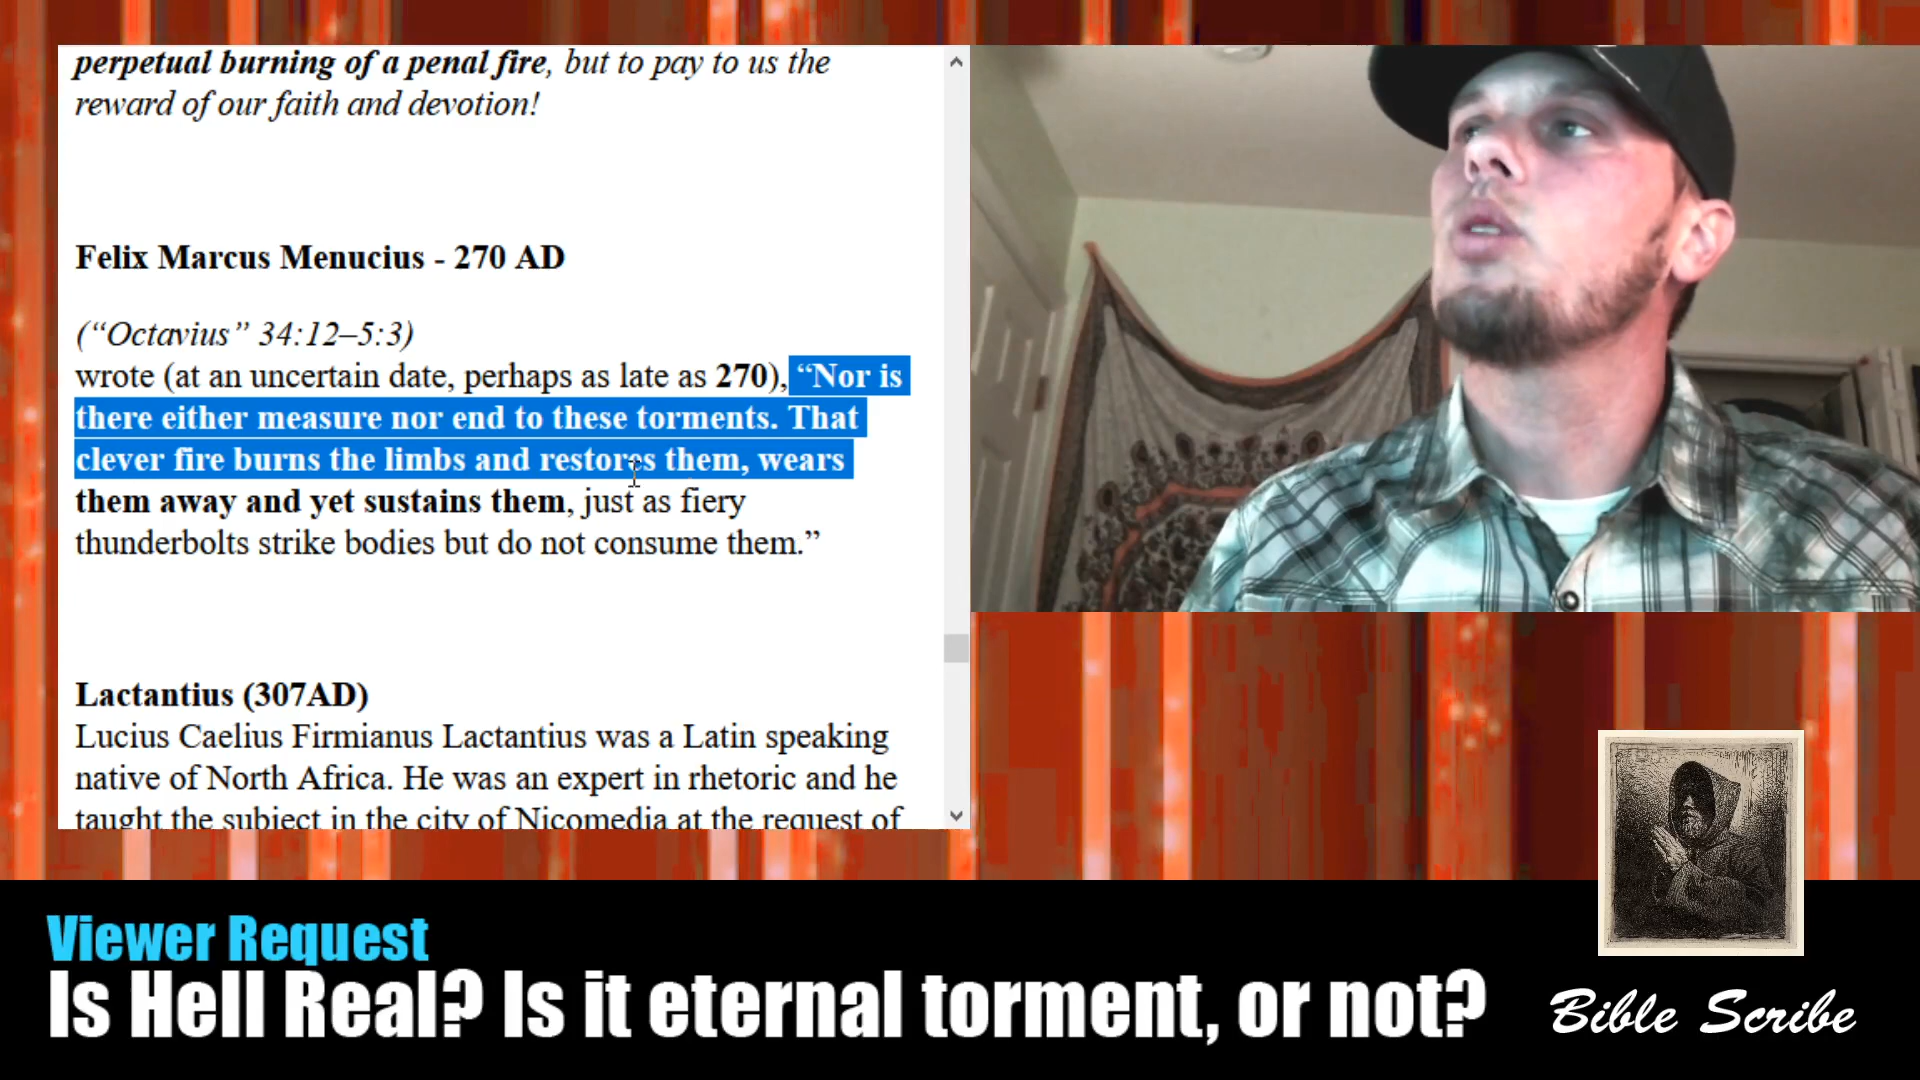 perpetual burning of a penal fire, but to pay to us the
reward of our faith and devotion!
Felix Marcus Menucius - 270 AD
(“Octavius” 34:12–5:3)
wrote (at an uncertain date, perhaps as late as 270), “Nor is
there either measure nor end to these torments. That
clever fire burns the limbs and restores them, wears
them away and yet sustains them, just as fiery
thunderbolts strike bodies but do not consume them.”
Lactantius (307AD)
Lucius Caelius Firmianus Lactantius was a Latin speaking
native of North Africa. He was an expert in rhetoric and he
taught the subject in the city of Nicomedia at the request of
Viewer Request
Is Hell Real? Is it eternal torment, or not?
Bible Scribe